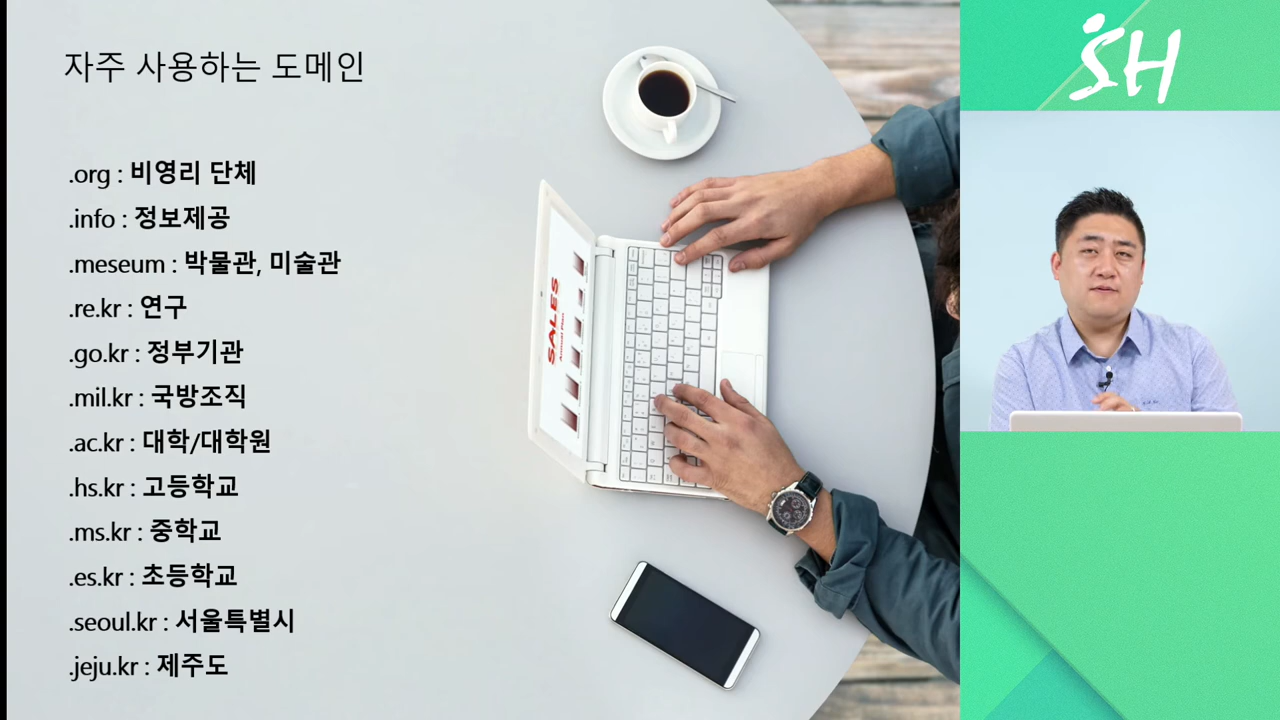 자주 사용하는 도메인
.org : 비영리 단체
.info : 정보제공
.meseum : 박물관, 미술관
.re.kr : 연구
.go.kr : 정부기관
.mil.kr : 국방조직
.ac.kr : 대학/대학원
.hs.kr : 고등학교
.ms.kr : 중학교
.es.kr : 초등학교
.seoul.kr : 서울특별시
.jeju.kr : 제주도
SALES
Annual Plan
SH